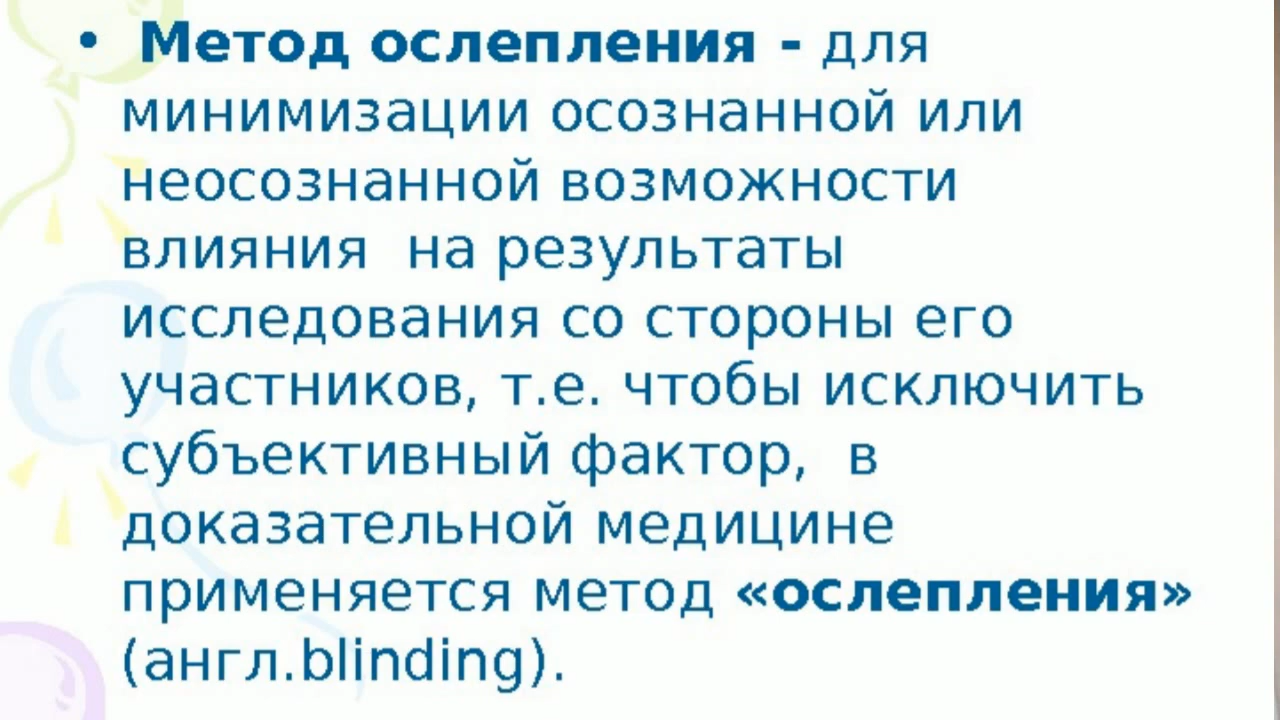 • Метод ослепления - для
минимизации осознанной или
неосознанной возможности
влияния на результаты
исследования со стороны его
участников, т.е. чтобы исключить
субъективный фактор, в
доказательной медицине
применяется метод «ослепления»
(англ.blinding).